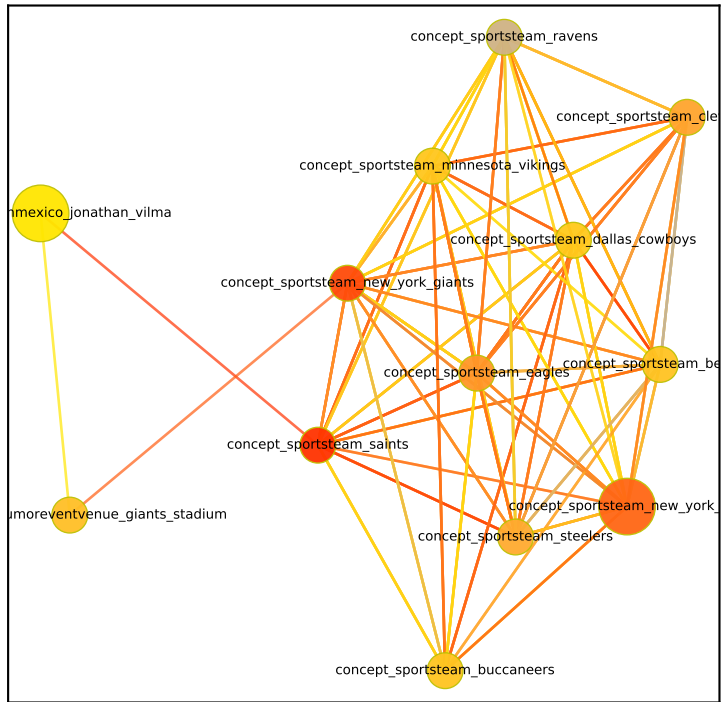 concept_sportsteam_ravens
concept_sportsteam_cle
concept_sportsteam_minnesota_vikings
nmexico_jonathan_vilma
concept_sportsteam_dallas_cowboys
concept_sportsteam_new_york_giants
concept_sportsteam_be
concept_sportsteam_eagles
concept_sportsteam_saints
concept_sportsteam_new_york_
umoreventvenue_giants_stadium
concept_sportsteam_steelers
concept_sportsteam_buccaneers